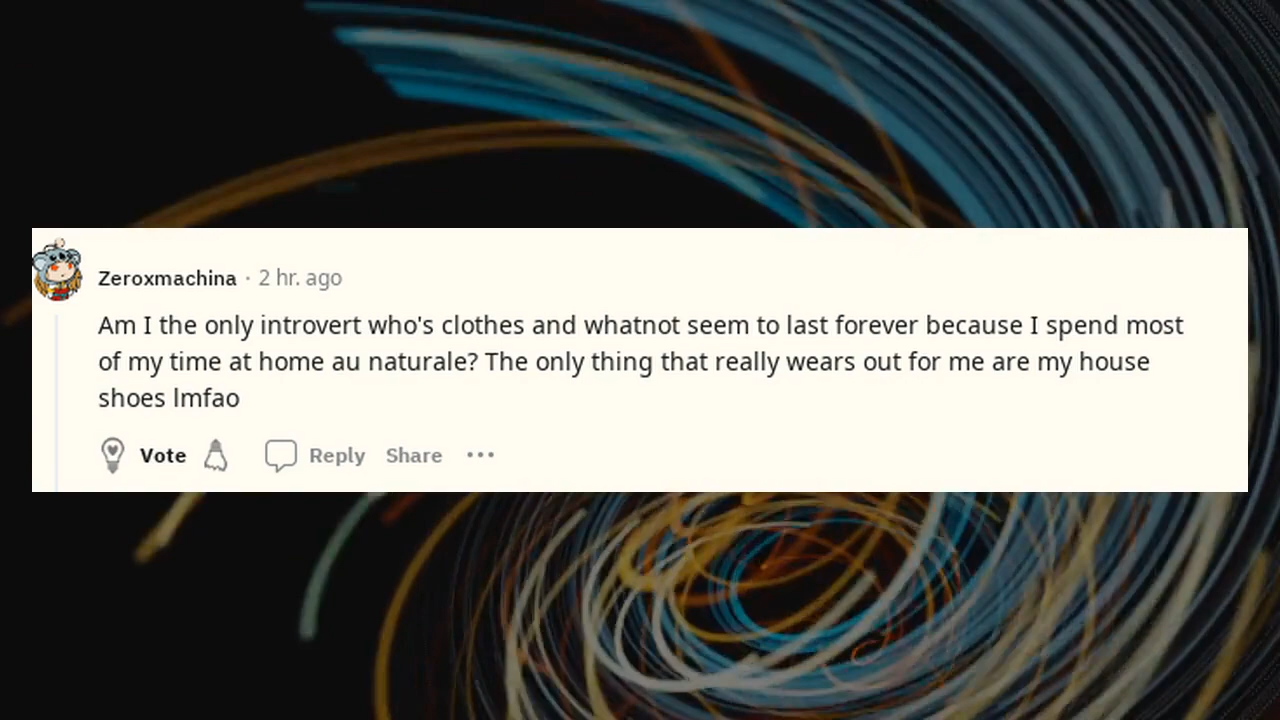 Zeroxmachina · 2 hr. ago
Am I the only introvert who's clothes and whatnot seem to last forever because I spend most
of my time at home au naturale? The only thing that really wears out for me are my house
shoes lmfao
Vote Reply Share ···